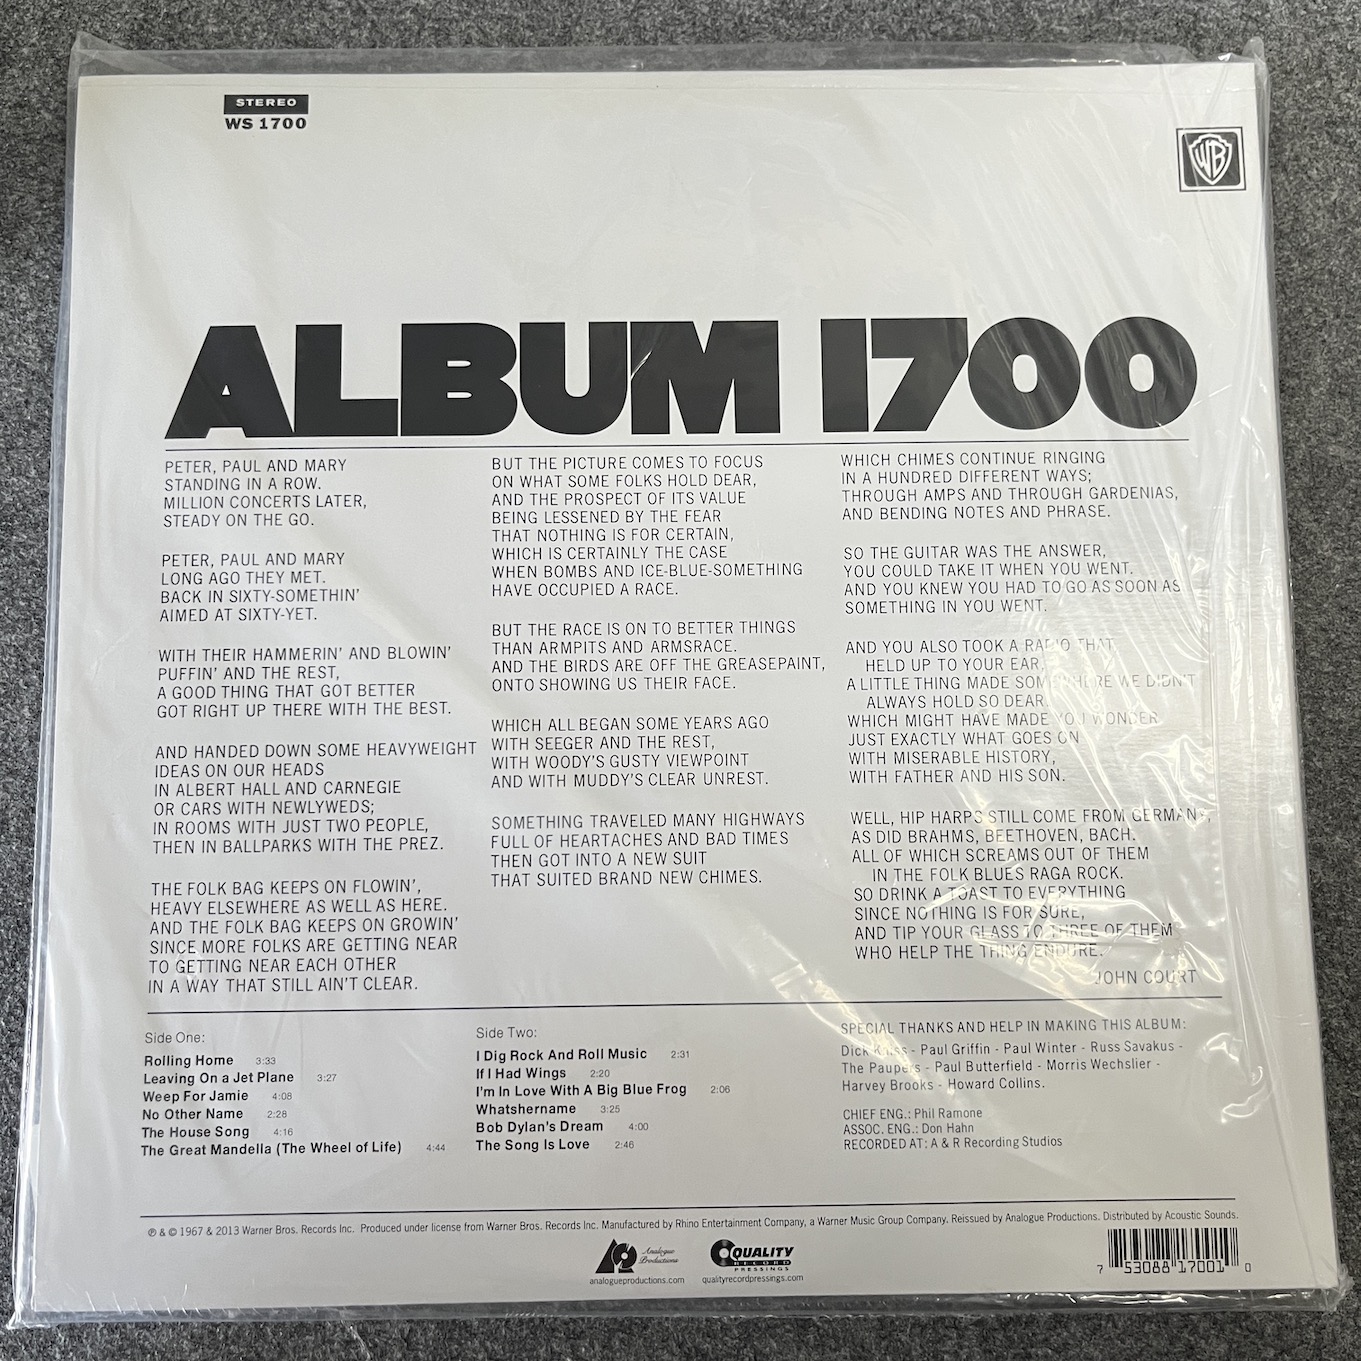 STEREO
WS 1700
WB
ALBUM 1700
PETER, PAUL AND MARY
STANDING IN A ROW.
MILLION CONCERTS LATER,
STEADY ON THE GO.
PETER, PAUL AND MARY
LONG AGO THEY MET.
BACK IN SIXTY-SOMETHIN'
AIMED AT SIXTY-YET.
WITH THEIR HAMMERIN' AND BLOWIN'
PUFFIN' AND THE REST,
A GOOD THING THAT GOT BETTER
GOT RIGHT UP THERE WITH THE BEST.
AND HANDED DOWN SOME HEAVYWEIGHT
IDEAS ON OUR HEADS
IN ALBERT HALL AND CARNEGIE
OR CARS WITH NEWLYWEDS;
IN ROOMS WITH JUST TWO PEOPLE,
THEN IN BALLPARKS WITH THE PREZ.
THE FOLK BAG KEEPS ON FLOWIN',
HEAVY ELSEWHERE AS WELL AS HERE.
AND THE FOLK BAG KEEPS ON GROWIN'
SINCE MORE FOLKS ARE GETTING NEAR
TO GETTING NEAR EACH OTHER
IN A WAY THAT STILL AIN'T CLEAR.
BUT THE PICTURE COMES TO FOCUS
ON WHAT SOME FOLKS HOLD DEAR,
AND THE PROSPECT OF ITS VALUE
BEING LESSENED BY THE FEAR
THAT NOTHING IS FOR CERTAIN,
WHICH IS CERTAINLY THE CASE
WHEN BOMBS AND ICE-BLUE-SOMETHING
HAVE OCCUPIED A RACE.
BUT THE RACE IS ON TO BETTER THINGS
THAN ARMPITS AND ARMSRACE.
AND THE BIRDS ARE OFF THE GREASEPAINT,
ONTO SHOWING US THEIR FACE.
WHICH ALL BEGAN SOME YEARS AGO
WITH SEEGER AND THE REST,
WITH WOODY'S GUSTY VIEWPOINT
AND WITH MUDDY'S CLEAR UNREST.
SOMETHING TRAVELED MANY HIGHWAYS
FULL OF HEARTACHES AND BAD TIMES
THEN GOT INTO A NEW SUIT
THAT SUITED BRAND NEW CHIMES.
WHICH CHIMES CONTINUE RINGING
IN A HUNDRED DIFFERENT WAYS;
THROUGH AMPS AND THROUGH GARDENIAS,
AND BENDING NOTES AND PHRASE.
SO THE GUITAR WAS THE ANSWER,
YOU COULD TAKE IT WHEN YOU WENT.
AND YOU KNEW YOU HAD TO GO AS SOON AS
SOMETHING IN YOU WENT.
AND YOU ALSO TOOK A RADIO THAT
HELD UP TO YOUR EAR,
A LITTLE THING MADE SOMEWHERE WE DIDN'T
ALWAYS HOLD SO DEAR.
WHICH MIGHT HAVE MADE YOU WONDER
JUST EXACTLY WHAT GOES ON
WITH MISERABLE HISTORY,
WITH FATHER AND HIS SON.
WELL, HIP HARPS STILL COME FROM GERMANY,
AS DID BRAHMS, BEETHOVEN, BACH.
ALL OF WHICH SCREAMS OUT OF THEM
IN THE FOLK BLUES RAGA ROCK.
SO DRINK A TOAST TO EVERYTHING
SINCE NOTHING IS FOR SURE,
AND TIP YOUR GLASS TO THREE OF THEM
WHO HELP THE THING ENDURE.
JOHN COURT
Side One:
Rolling Home 3:33
Leaving On a Jet Plane 3:27
Weep For Jamie 4:08
No Other Name 2:28
The House Song 4:16
The Great Mandella (The Wheel of Life) 4:44
Side Two:
I Dig Rock And Roll Music 2:31
If I Had Wings 2:20
I'm In Love With A Big Blue Frog 2:06
Whatshername 3:25
Bob Dylan's Dream 4:00
The Song Is Love 2:46
SPECIAL THANKS AND HELP IN MAKING THIS ALBUM:
Dick - Paul Griffin - Paul Winter - Russ Savakus -
The Paupers - Paul Butterfield - Morris Wechslier -
Harvey Brooks - Howard Collins.
CHIEF ENG.: Phil Ramone
ASSOC. ENG.: Don Hahn
RECORDED AT: A & R Recording Studios
℗ & © 1967 & 2013 Warner Bros. Records Inc. Produced under license from Warner Bros. Records Inc. Manufactured by Rhino Entertainment Company, a Warner Music Group Company. Reissued by Analogue Productions. Distributed by Acoustic Sounds.
Analogue
Productions
analogueproductions.com
QUALITY
RECORD
PRESSINGS
qualityrecordpressings.com
7 53088 17001 0